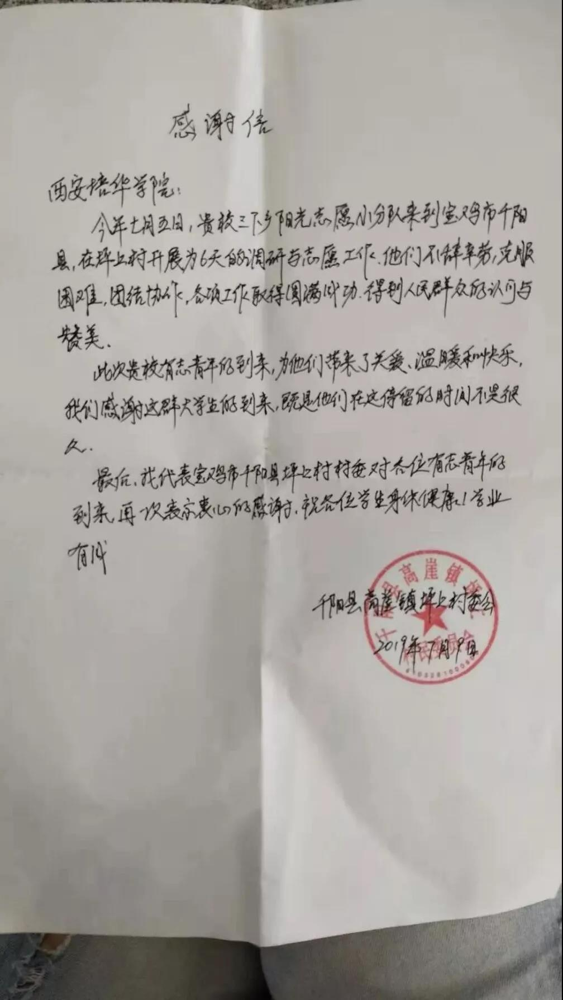 感谢信
西安培华学院：
今年七月五日，贵校三下乡阳光志愿小分队来到宝鸡市千阳
县，在坪上村开展为6天的调研与志愿工作.他们不辞辛劳，克服
困难，团结协作，各项工作取得圆满成功.得到人民群众的认可与
赞美.
此次贵校有志青年的到来，为他们带来了关爱、温暖和快乐，
我们感谢这群大学生的到来，既是他们在这停留的时间不是很
久.
最后，我代表宝鸡市千阳县坪上村村委对各位有志青年的
到来，再一次表示衷心的感谢，祝各位学生身体健康！学业
有成
千阳县高崖镇坪上村委会
2019年7月9日
千阳县高崖镇坪上
村民委员会